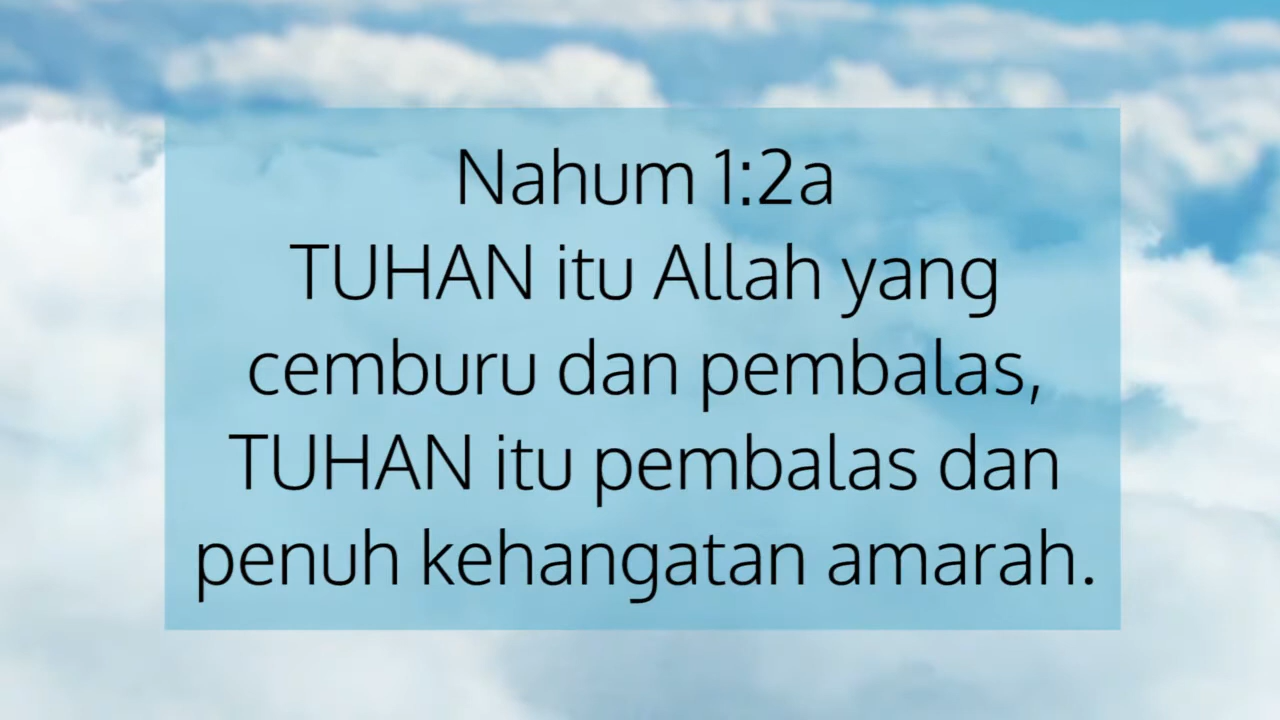 Nahum 1:2a
TUHAN itu Allah yang
cemburu dan pembalas,
TUHAN itu pembalas dan
penuh kehangatan amarah.